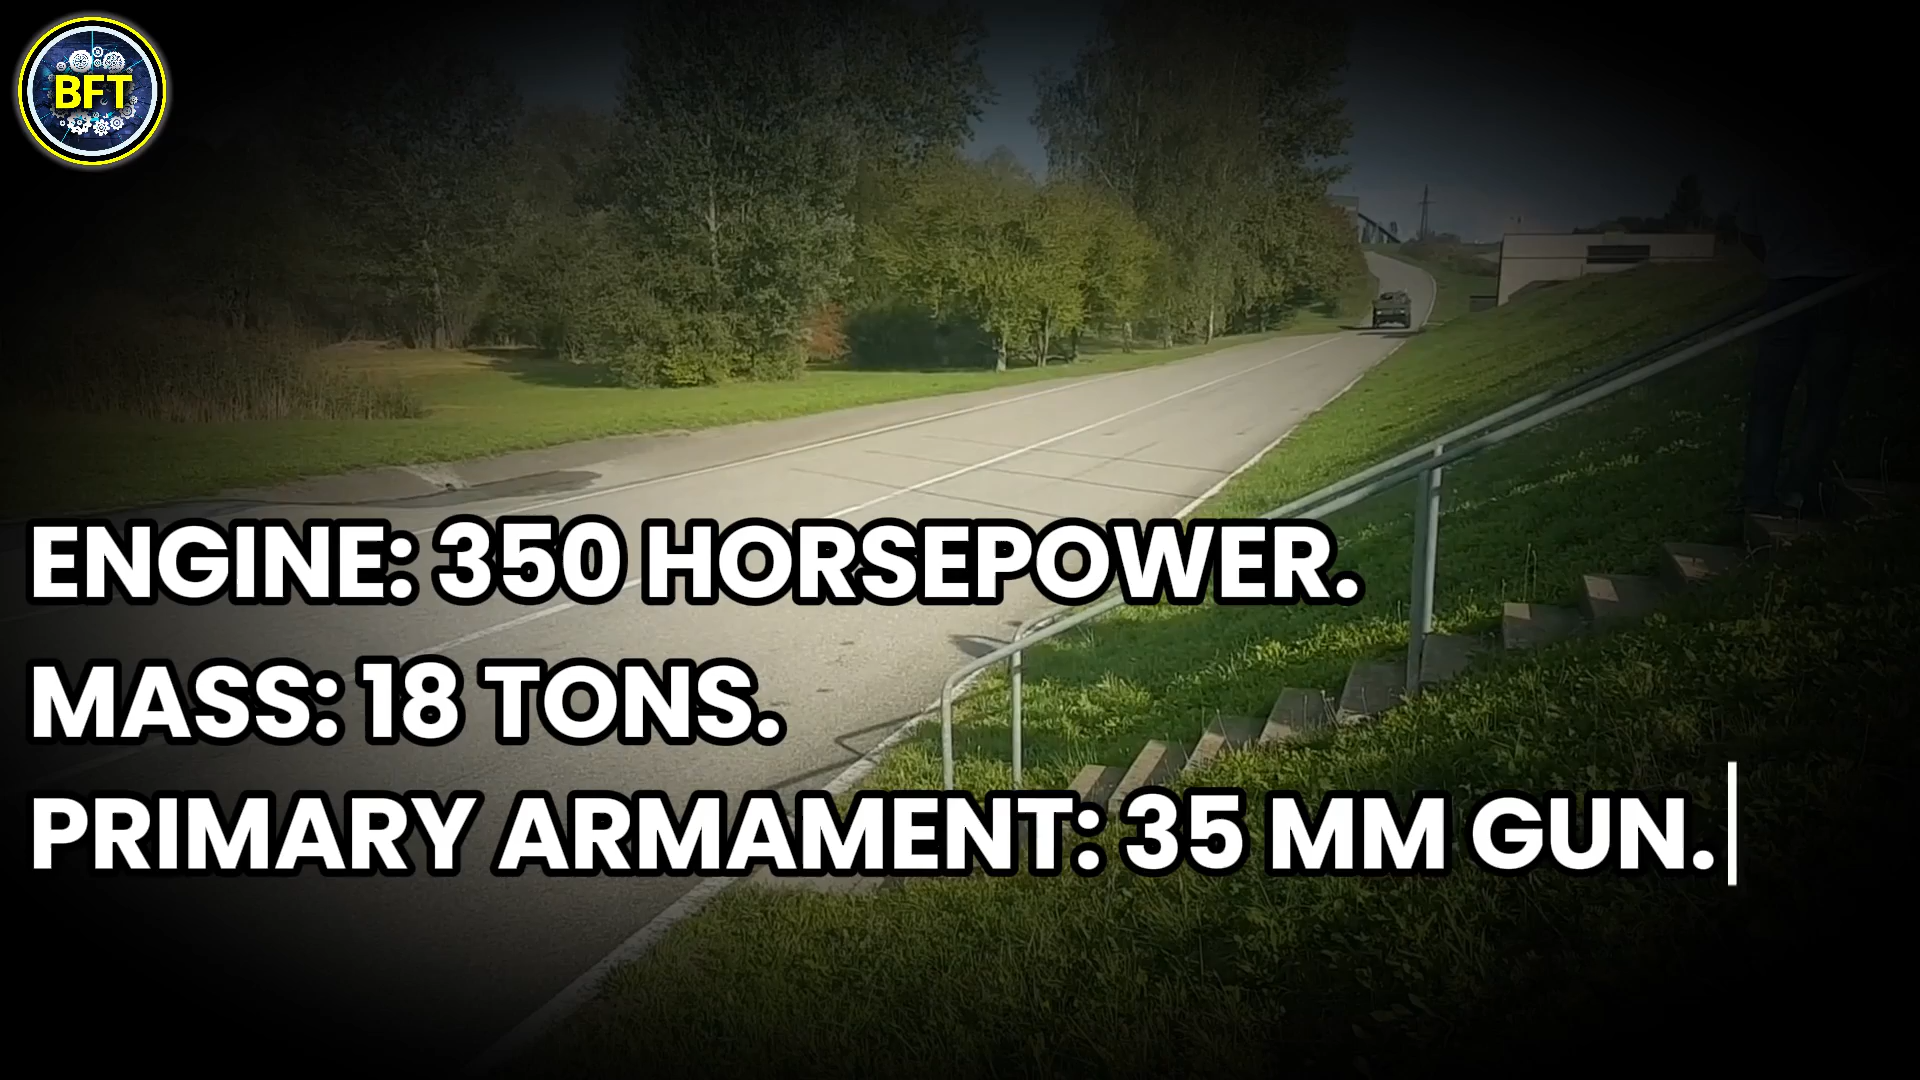 BFT
ENGINE: 350 HORSEPOWER.
MASS: 18 TONS.
PRIMARY ARMAMENT: 35 MM GUN.